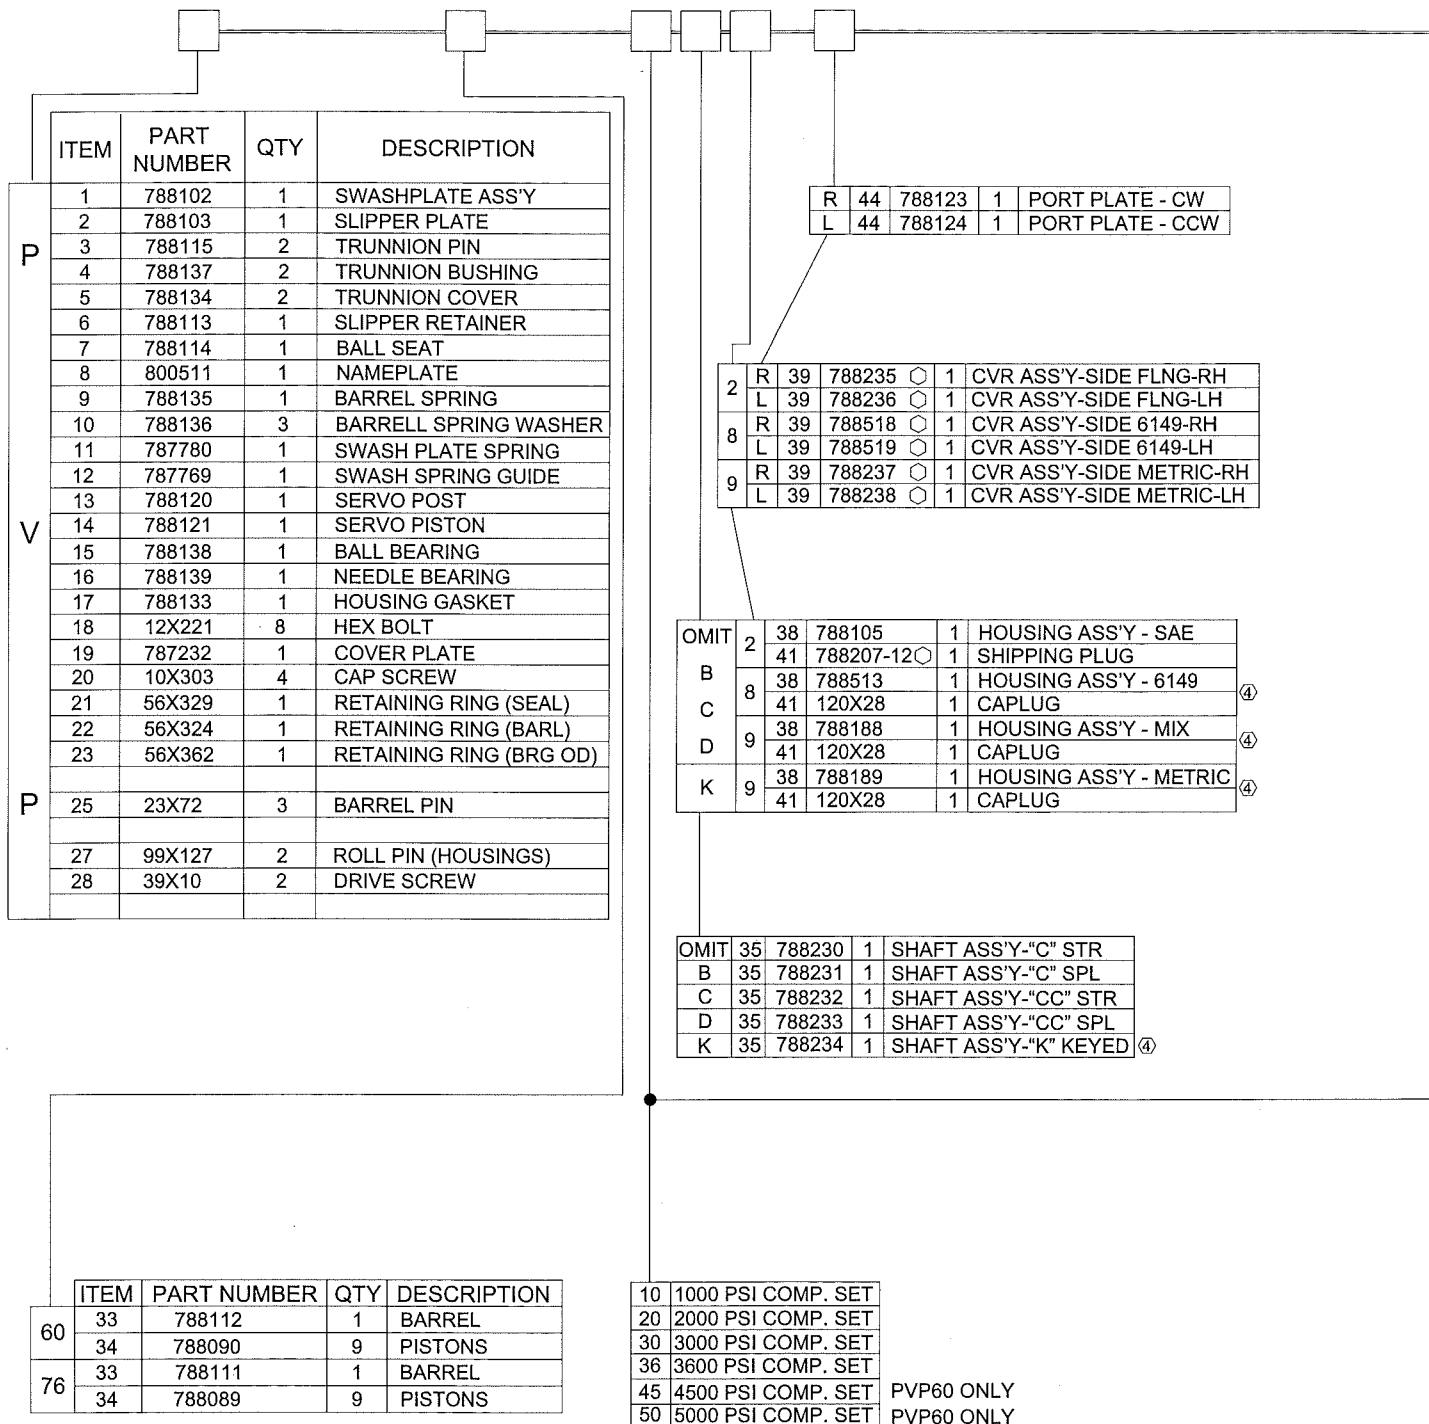 ITEM PART NUMBER QTY DESCRIPTION
P
V
P
1 788102 1 SWASHPLATE ASS'Y
2 788103 1 SLIPPER PLATE
3 788115 2 TRUNNION PIN
4 788137 2 TRUNNION BUSHING
5 788134 2 TRUNNION COVER
6 788113 1 SLIPPER RETAINER
7 788114 1 BALL SEAT
8 800511 1 NAMEPLATE
9 788135 1 BARREL SPRING
10 788136 3 BARRELL SPRING WASHER
11 787780 1 SWASH PLATE SPRING
12 787769 1 SWASH SPRING GUIDE
13 788120 1 SERVO POST
14 788121 1 SERVO PISTON
15 788138 1 BALL BEARING
16 788139 1 NEEDLE BEARING
17 788133 1 HOUSING GASKET
18 12X221 8 HEX BOLT
19 787232 1 COVER PLATE
20 10X303 4 CAP SCREW
21 56X329 1 RETAINING RING (SEAL)
22 56X324 1 RETAINING RING (BARL)
23 56X362 1 RETAINING RING (BRG OD)
25 23X72 3 BARREL PIN
27 99X127 2 ROLL PIN (HOUSINGS)
28 39X10 2 DRIVE SCREW
R 44 788123 1 PORT PLATE - CW
L 44 788124 1 PORT PLATE - CCW
2 R 39 788235 1 CVR ASS'Y-SIDE FLNG-RH
L 39 788236 1 CVR ASS'Y-SIDE FLNG-LH
8 R 39 788518 1 CVR ASS'Y-SIDE 6149-RH
L 39 788519 1 CVR ASS'Y-SIDE 6149-LH
9 R 39 788237 1 CVR ASS'Y-SIDE METRIC-RH
L 39 788238 1 CVR ASS'Y-SIDE METRIC-LH
OMIT
B
C
D
2 38 788105 1 HOUSING ASS'Y - SAE
41 788207-12 1 SHIPPING PLUG
8 38 788513 1 HOUSING ASS'Y - 6149 4
41 120X28 1 CAPLUG
9 38 788188 1 HOUSING ASS'Y - MIX 4
41 120X28 1 CAPLUG
K 9 38 788189 1 HOUSING ASS'Y - METRIC 4
41 120X28 1 CAPLUG
OMIT 35 788230 1 SHAFT ASS'Y-“C” STR
B 35 788231 1 SHAFT ASS'Y-“C” SPL
C 35 788232 1 SHAFT ASS'Y-“CC” STR
D 35 788233 1 SHAFT ASS'Y-“CC” SPL
K 35 788234 1 SHAFT ASS'Y-“K” KEYED 4
ITEM PART NUMBER QTY DESCRIPTION
60 33 788112 1 BARREL
34 788090 9 PISTONS
76 33 788111 1 BARREL
34 788089 9 PISTONS
10 1000 PSI COMP. SET
20 2000 PSI COMP. SET
30 3000 PSI COMP. SET
36 3600 PSI COMP. SET
45 4500 PSI COMP. SET PVP60 ONLY
50 5000 PSI COMP. SET PVP60 ONLY